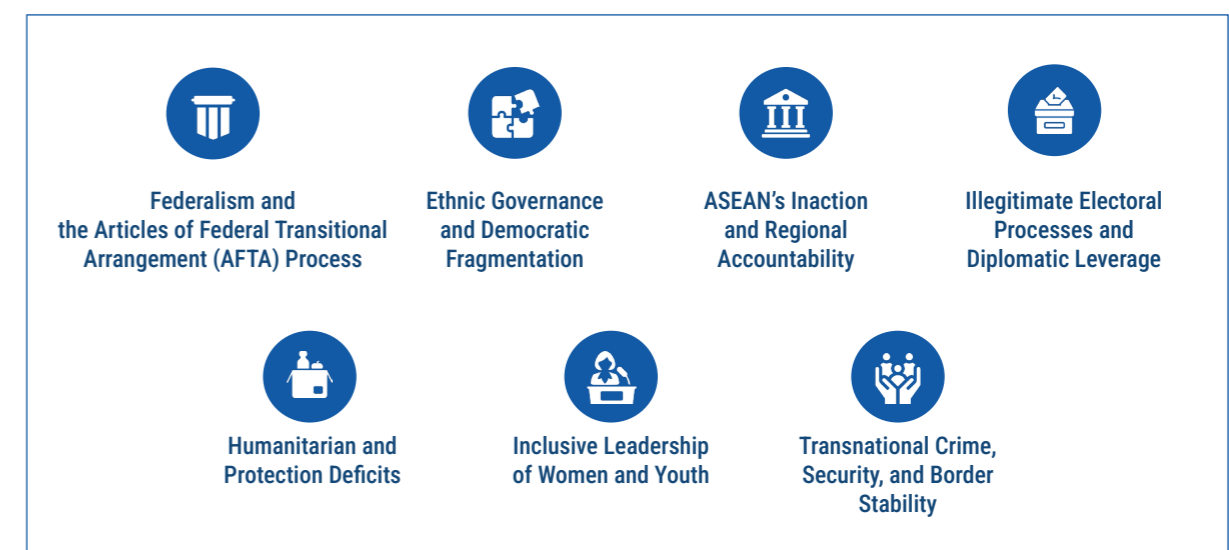 Federalism and
the Articles of Federal Transitional
Arrangement (AFTA) Process
Ethnic Governance
and Democratic
Fragmentation
ASEAN’s Inaction
and Regional
Accountability
Illegitimate Electoral
Processes and
Diplomatic Leverage
Humanitarian and
Protection Deficits
Inclusive Leadership
of Women and Youth
Transnational Crime,
Security, and Border
Stability